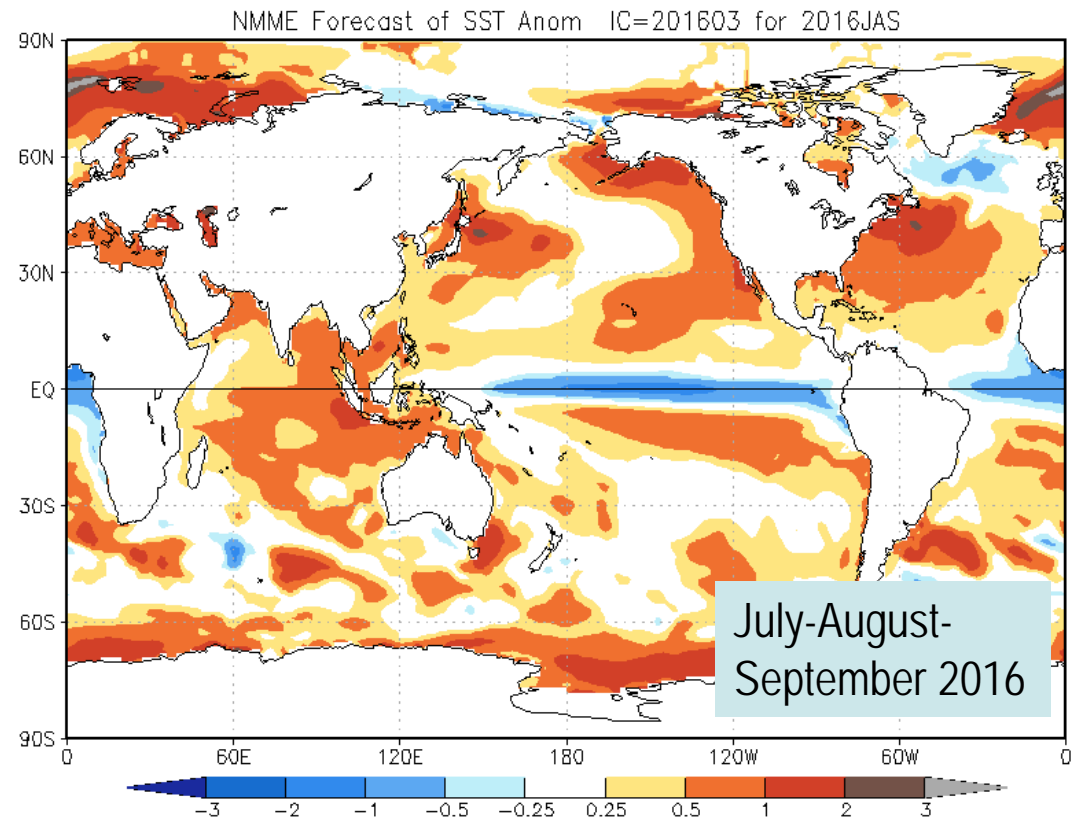 NMME Forecast of SST Anom IC=201603 for 2016JAS
90N
60N
30N
EQ
30S
60S
90S
0 60E 120E 180 120W 60W 0
July-August-
September 2016
-3 -2 -1 -0.5 -0.25 0.25 0.5 1 2 3